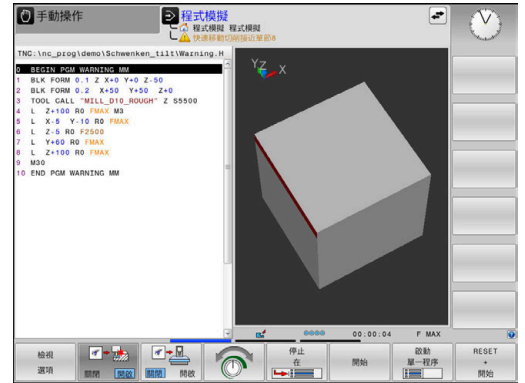 手動操作
程式模擬
程式模擬 程式模擬
快速移動切削接近單節8
TNC:\nc_prog\demo\Schwenken_tilt\Warning.H
0 BEGIN PGM WARNING MM
1 BLK FORM 0.1 Z X+0 Y+0 Z-50
2 BLK FORM 0.2 X+50 Y+50 Z+0
3 TOOL CALL "MILL_D10_ROUGH" Z S5500
4 L Z+100 R0 FMAX M3
5 L X-5 Y-10 R0 FMAX
6 L Z-5 R0 F2500
7 L Y+60 R0 FMAX
8 L Z+100 R0 FMAX
9 M30
10 END PGM WARNING MM
YZ X
00:00:04 F MAX
檢視
選項
關閉 開啟
關閉 開啟
停止
在
開始
啟動
單一程序
RESET
+
開始